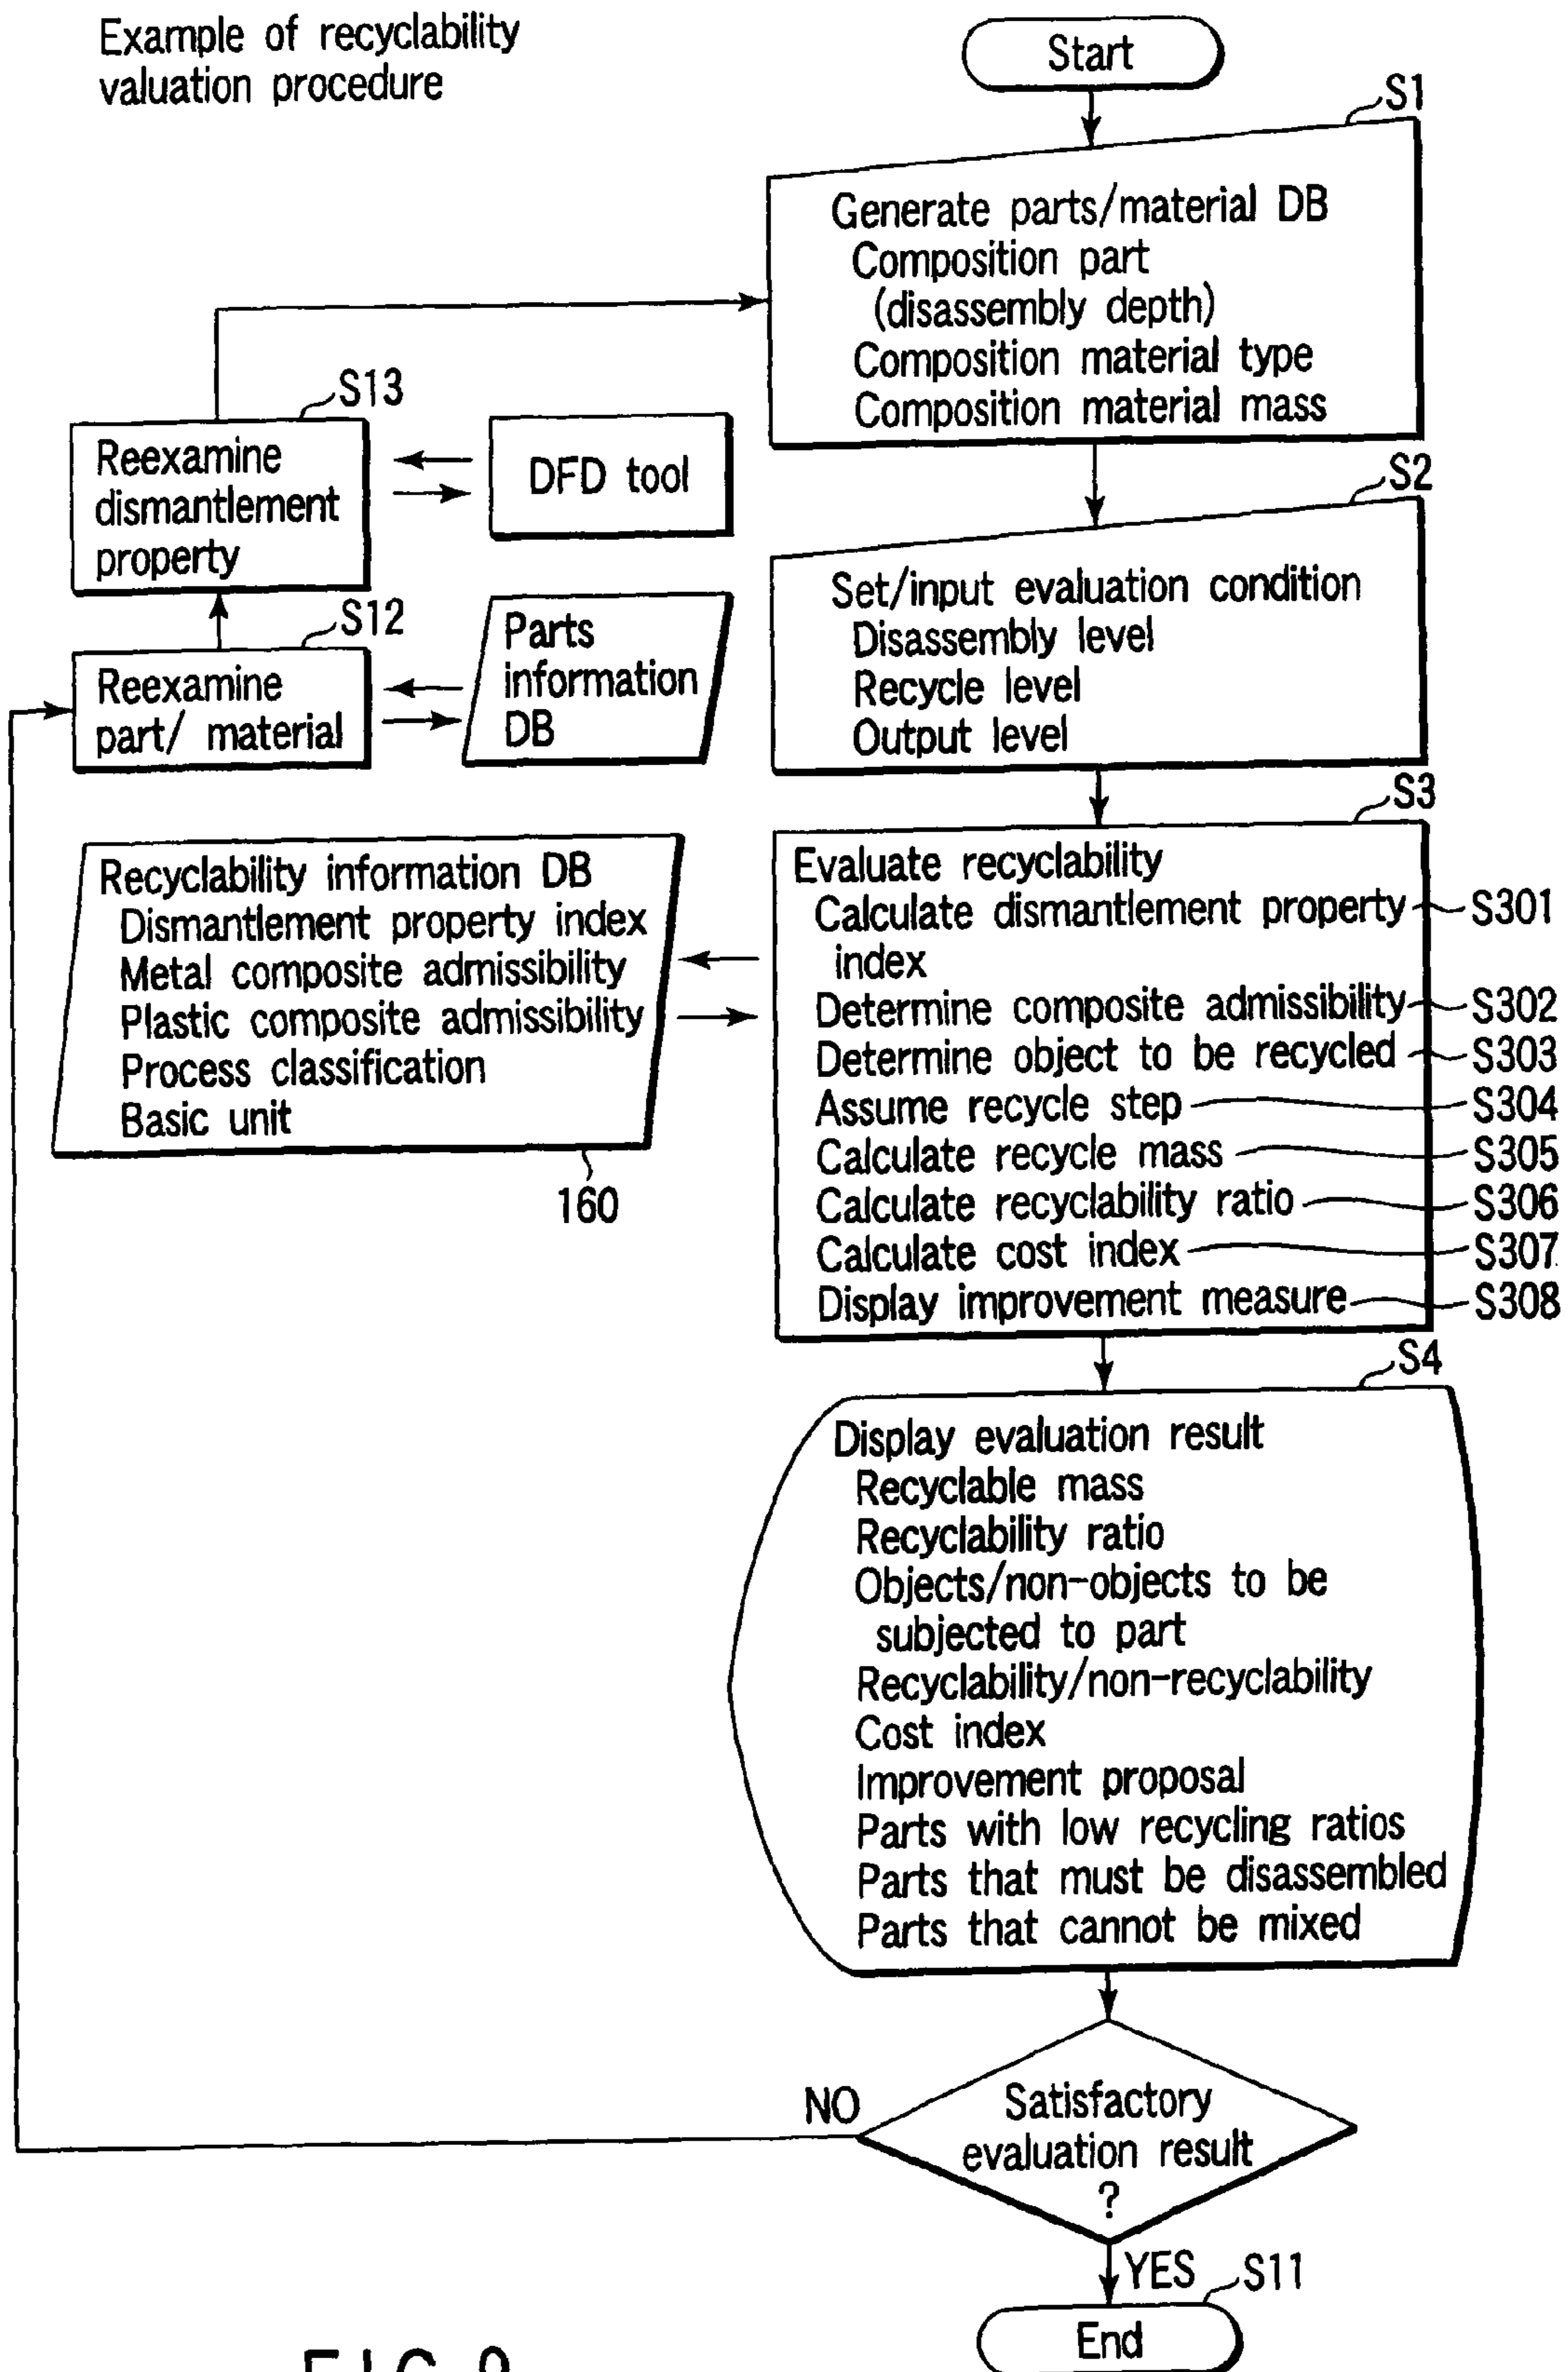 Example of recyclability
valuation procedure
Start
S1
Generate parts/material DB
Composition part
(disassembly depth)
Composition material type
Composition material mass
S13
Reexamine
dismantlement
property
DFD tool
S2
Set/input evaluation condition
Disassembly level
Recycle level
Output level
S12
Reexamine
part/ material
Parts
information
DB
S3
Evaluate recyclability
Calculate dismantlement property
index
S301
Determine composite admissibility
S302
Determine object to be recycled
S303
Assume recycle step
S304
Calculate recycle mass
S305
Calculate recyclability ratio
S306
Calculate cost index
S307
Display improvement measure
S308
Recyclability information DB
Dismantlement property index
Metal composite admissibility
Plastic composite admissibility
Process classification
Basic unit
160
S4
Display evaluation result
Recyclable mass
Recyclability ratio
Objects/non-objects to be
subjected to part
Recyclability/non-recyclability
Cost index
Improvement proposal
Parts with low recycling ratios
Parts that must be disassembled
Parts that cannot be mixed
NO
Satisfactory
evaluation result
?
YES
S11
End